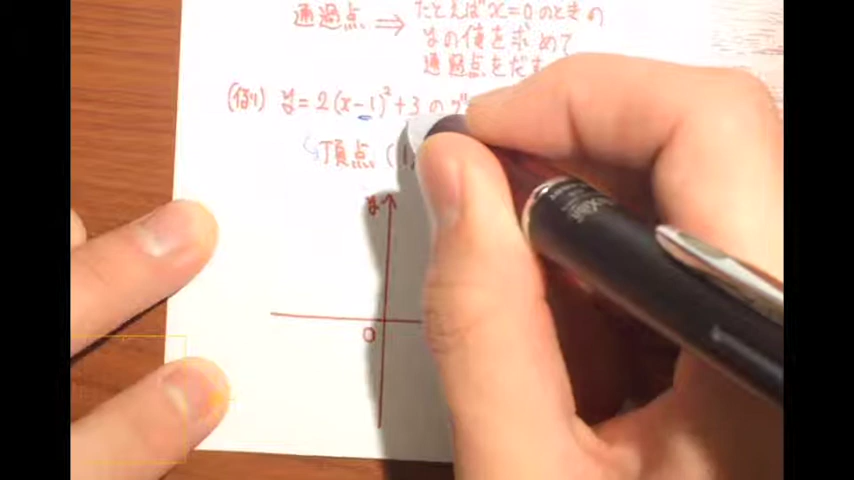 通過点 ⇒ たとえば x=0 のときの
yの値を求めて
通過点をだす
(例) y=2(x-1)²+3 の
頂点 (1,
y
0